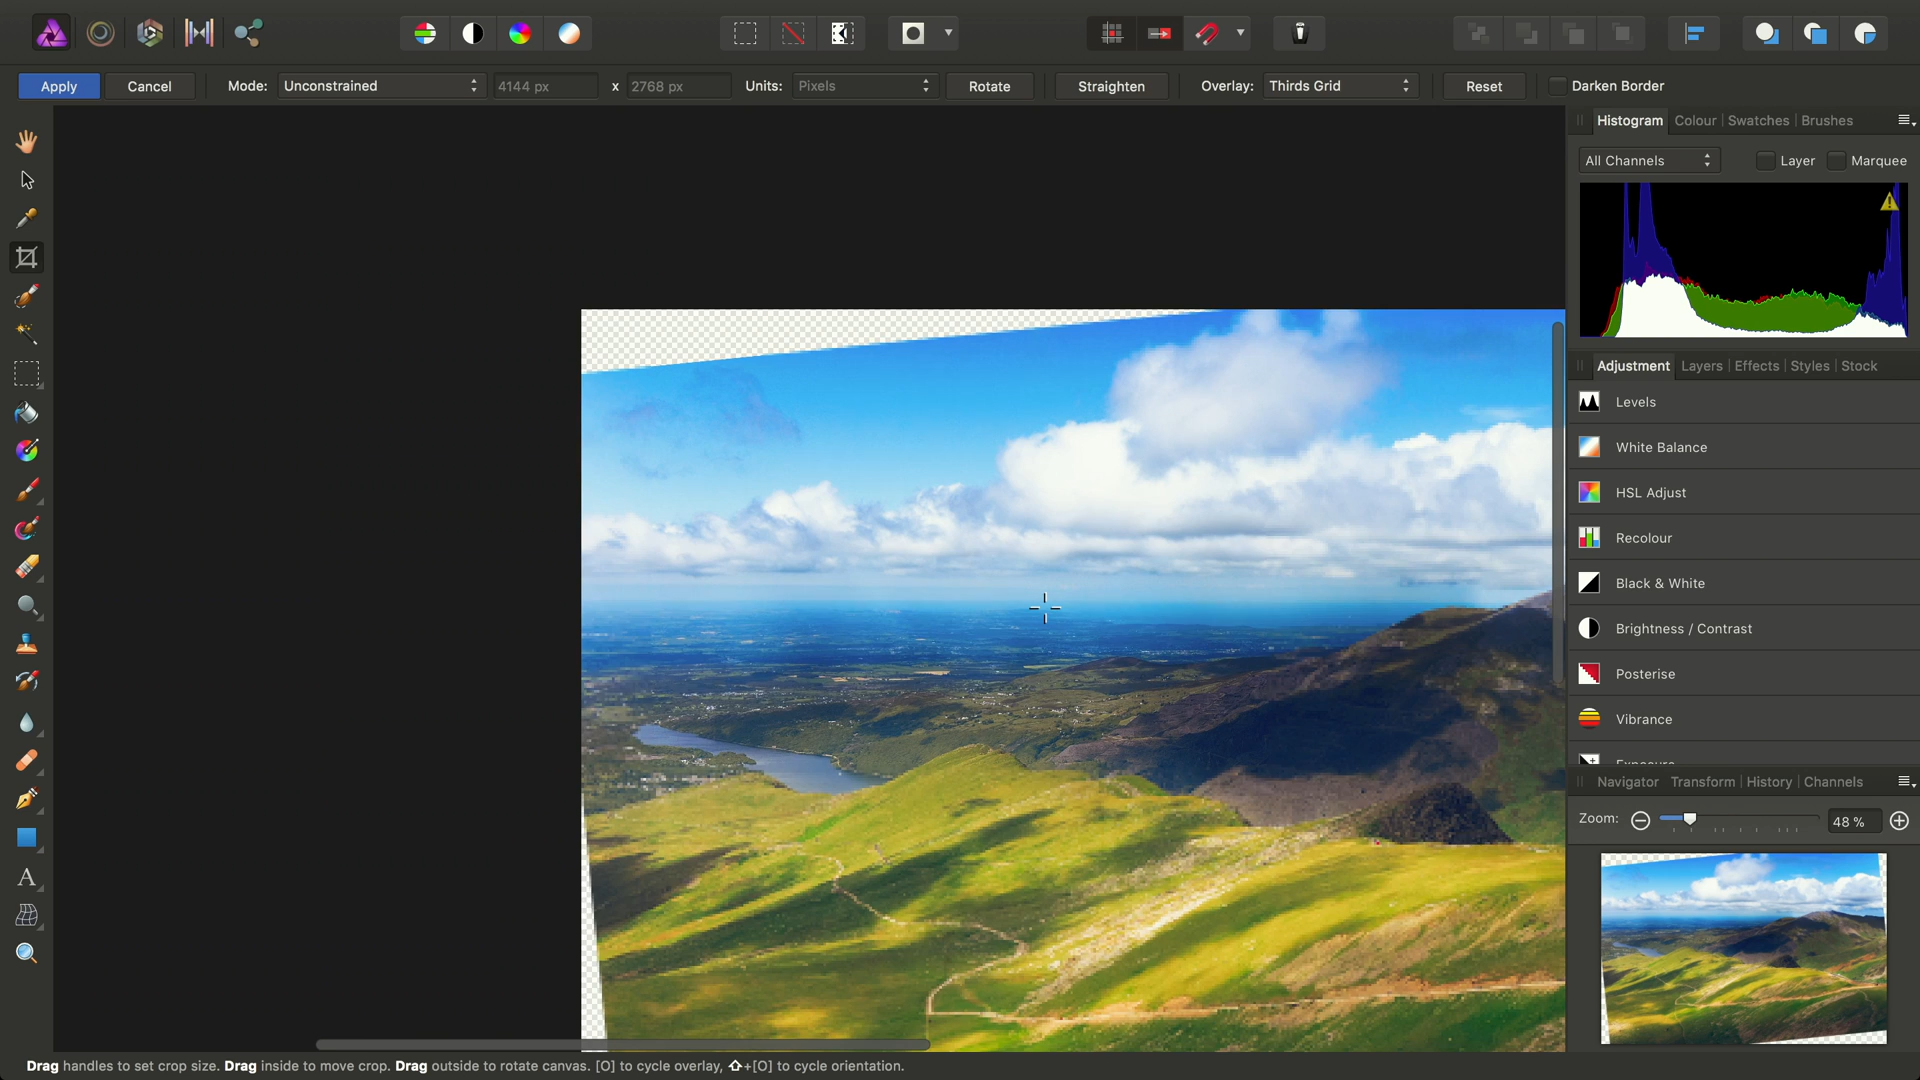 Apply Cancel Mode: Unconstrained 4144 px x 2768 px Units: Pixels Rotate Straighten Overlay: Thirds Grid Reset Darken Border
Histogram Colour Swatches Brushes
All Channels Layer Marquee
Adjustment Layers Effects Styles Stock
Levels
White Balance
HSL Adjust
Recolour
Black & White
Brightness / Contrast
Posterise
Vibrance
Exposure
Navigator Transform History Channels
Zoom: 48 %
Drag handles to set crop size. Drag inside to move crop. Drag outside to rotate canvas. [O] to cycle overlay, ⇧+[O] to cycle orientation.